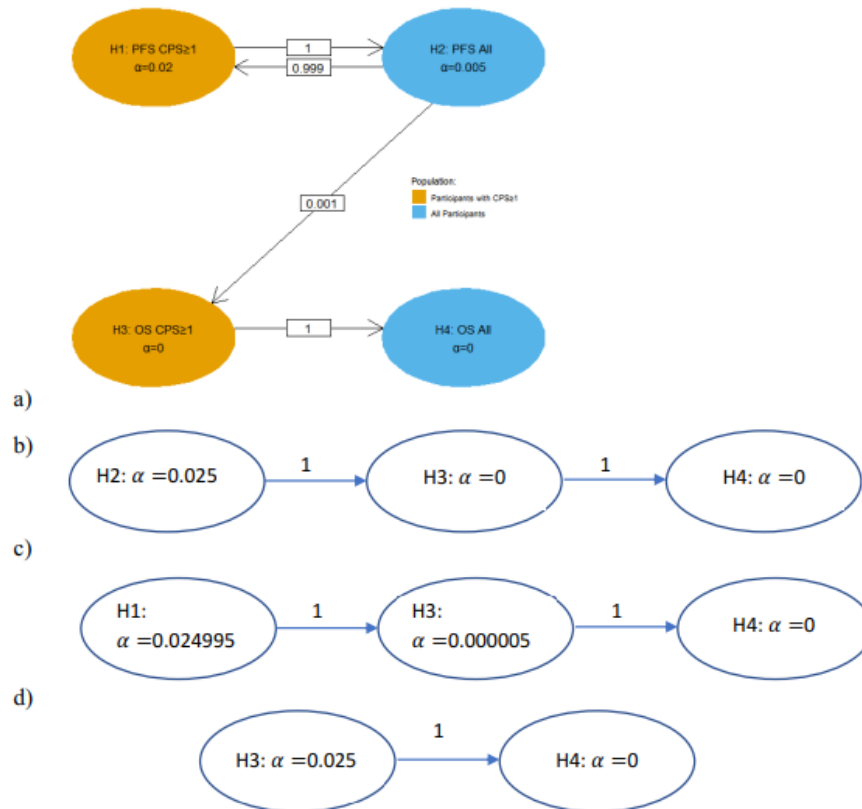 H1: PFS CPS≥1
α=0.02
1
0.999
H2: PFS All
α=0.005
0.001
Population:
Participants with CPS≥1
All Participants
H3: OS CPS≥1
α=0
1
H4: OS All
α=0
a)
b)
H2: α =0.025
1
H3: α =0
1
H4: α =0
c)
H1:
α =0.024995
1
H3:
α =0.000005
1
H4: α =0
d)
H3: α =0.025
1
H4: α =0